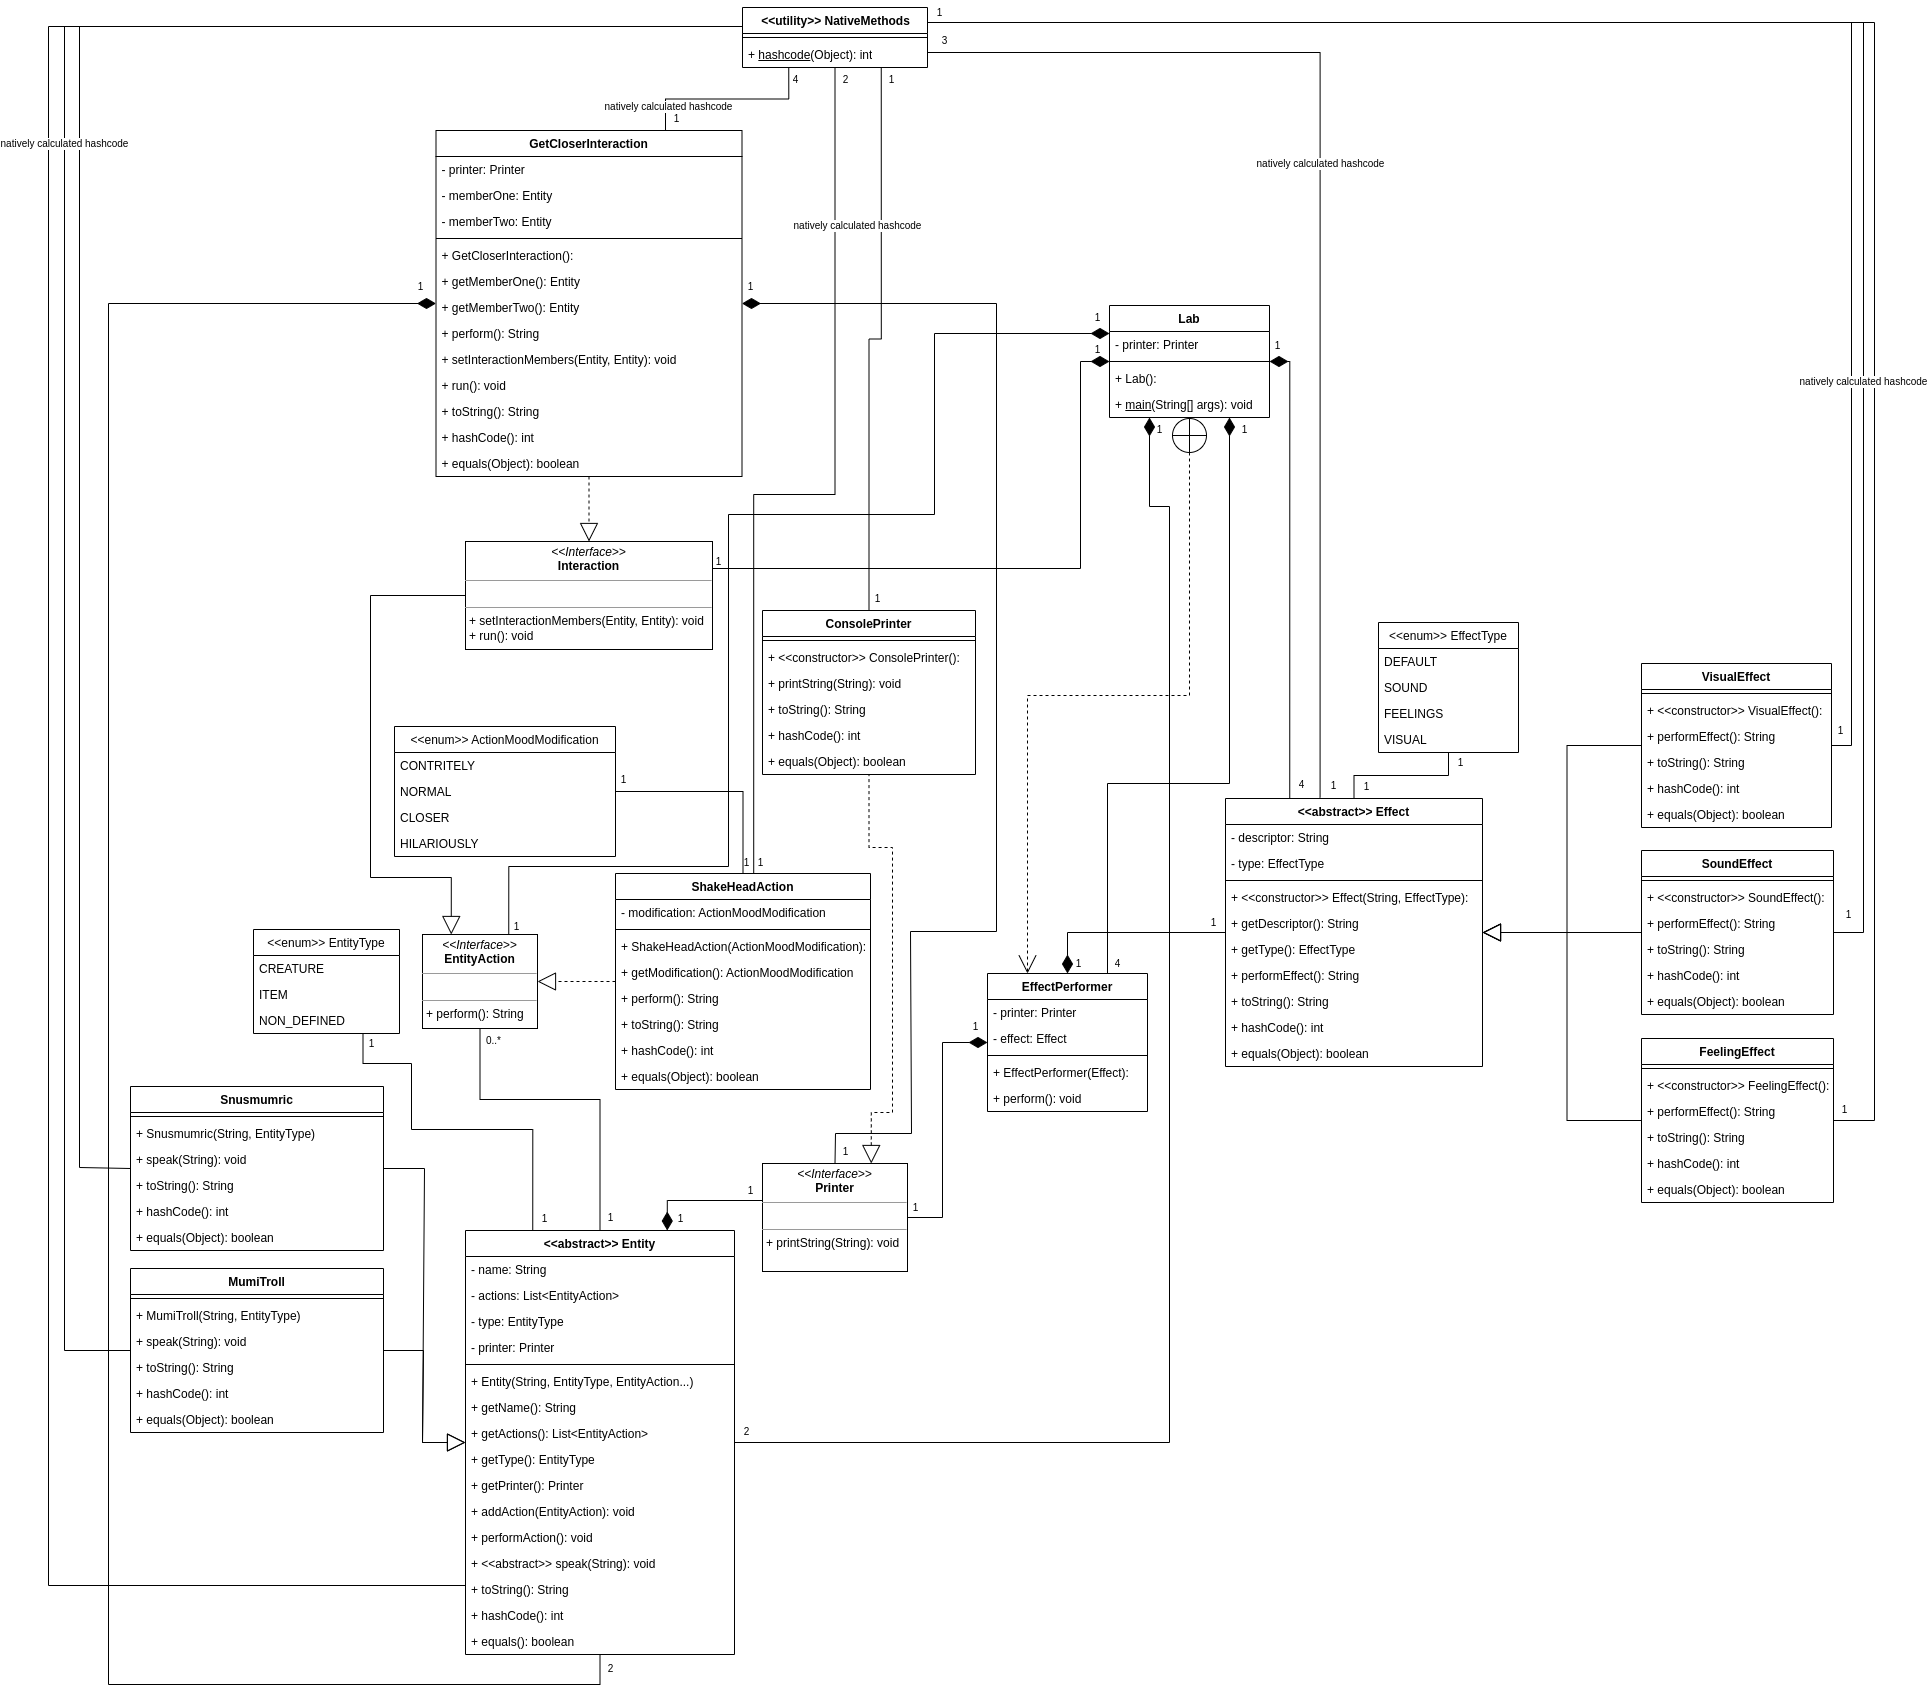 <<utility>> NativeMethods
+ hashcode(Object): int
1
3
4
2
1
natively calculated hashcode
1
natively calculated hashcode
natively calculated hashcode
natively calculated hashcode
natively calculated hashcode
GetCloserInteraction
- printer: Printer
- memberOne: Entity
- memberTwo: Entity
+ GetCloserInteraction():
+ getMemberOne(): Entity
+ getMemberTwo(): Entity
+ perform(): String
+ setInteractionMembers(Entity, Entity): void
+ run(): void
+ toString(): String
+ hashCode(): int
+ equals(Object): boolean
1
1
Lab
- printer: Printer
+ Lab():
+ main(String[] args): void
1
1
1
1
1
<<Interface>>
Interaction
+ setInteractionMembers(Entity, Entity): void
+ run(): void
1
1
ConsolePrinter
+ <<constructor>> ConsolePrinter():
+ printString(String): void
+ toString(): String
+ hashCode(): int
+ equals(Object): boolean
<<enum>> EffectType
DEFAULT
SOUND
FEELINGS
VISUAL
1
VisualEffect
+ <<constructor>> VisualEffect():
+ performEffect(): String
+ toString(): String
+ hashCode(): int
+ equals(Object): boolean
1
<<enum>> ActionMoodModification
CONTRITELY
NORMAL
CLOSER
HILARIOUSLY
1
4
1
1
<<abstract>> Effect
- descriptor: String
- type: EffectType
+ <<constructor>> Effect(String, EffectType):
+ getDescriptor(): String
+ getType(): EffectType
+ performEffect(): String
+ toString(): String
+ hashCode(): int
+ equals(Object): boolean
1
SoundEffect
+ <<constructor>> SoundEffect():
+ performEffect(): String
+ toString(): String
+ hashCode(): int
+ equals(Object): boolean
1
1
1
ShakeHeadAction
- modification: ActionMoodModification
+ ShakeHeadAction(ActionMoodModification):
+ getModification(): ActionMoodModification
+ perform(): String
+ toString(): String
+ hashCode(): int
+ equals(Object): boolean
<<enum>> EntityType
CREATURE
ITEM
NON_DEFINED
1
1
<<Interface>>
EntityAction
+ perform(): String
0..*
1
4
EffectPerformer
- printer: Printer
- effect: Effect
+ EffectPerformer(Effect):
+ perform(): void
1
FeelingEffect
+ <<constructor>> FeelingEffect():
+ performEffect(): String
+ toString(): String
+ hashCode(): int
+ equals(Object): boolean
1
Snusmumric
+ Snusmumric(String, EntityType)
+ speak(String): void
+ toString(): String
+ hashCode(): int
+ equals(Object): boolean
1
<<Interface>>
Printer
+ printString(String): void
1
1
1
1
1
MumiTroll
+ MumiTroll(String, EntityType)
+ speak(String): void
+ toString(): String
+ hashCode(): int
+ equals(Object): boolean
<<abstract>> Entity
- name: String
- actions: List<EntityAction>
- type: EntityType
- printer: Printer
+ Entity(String, EntityType, EntityAction...)
+ getName(): String
+ getActions(): List<EntityAction>
+ getType(): EntityType
+ getPrinter(): Printer
+ addAction(EntityAction): void
+ performAction(): void
+ <<abstract>> speak(String): void
+ toString(): String
+ hashCode(): int
+ equals(): boolean
2
2